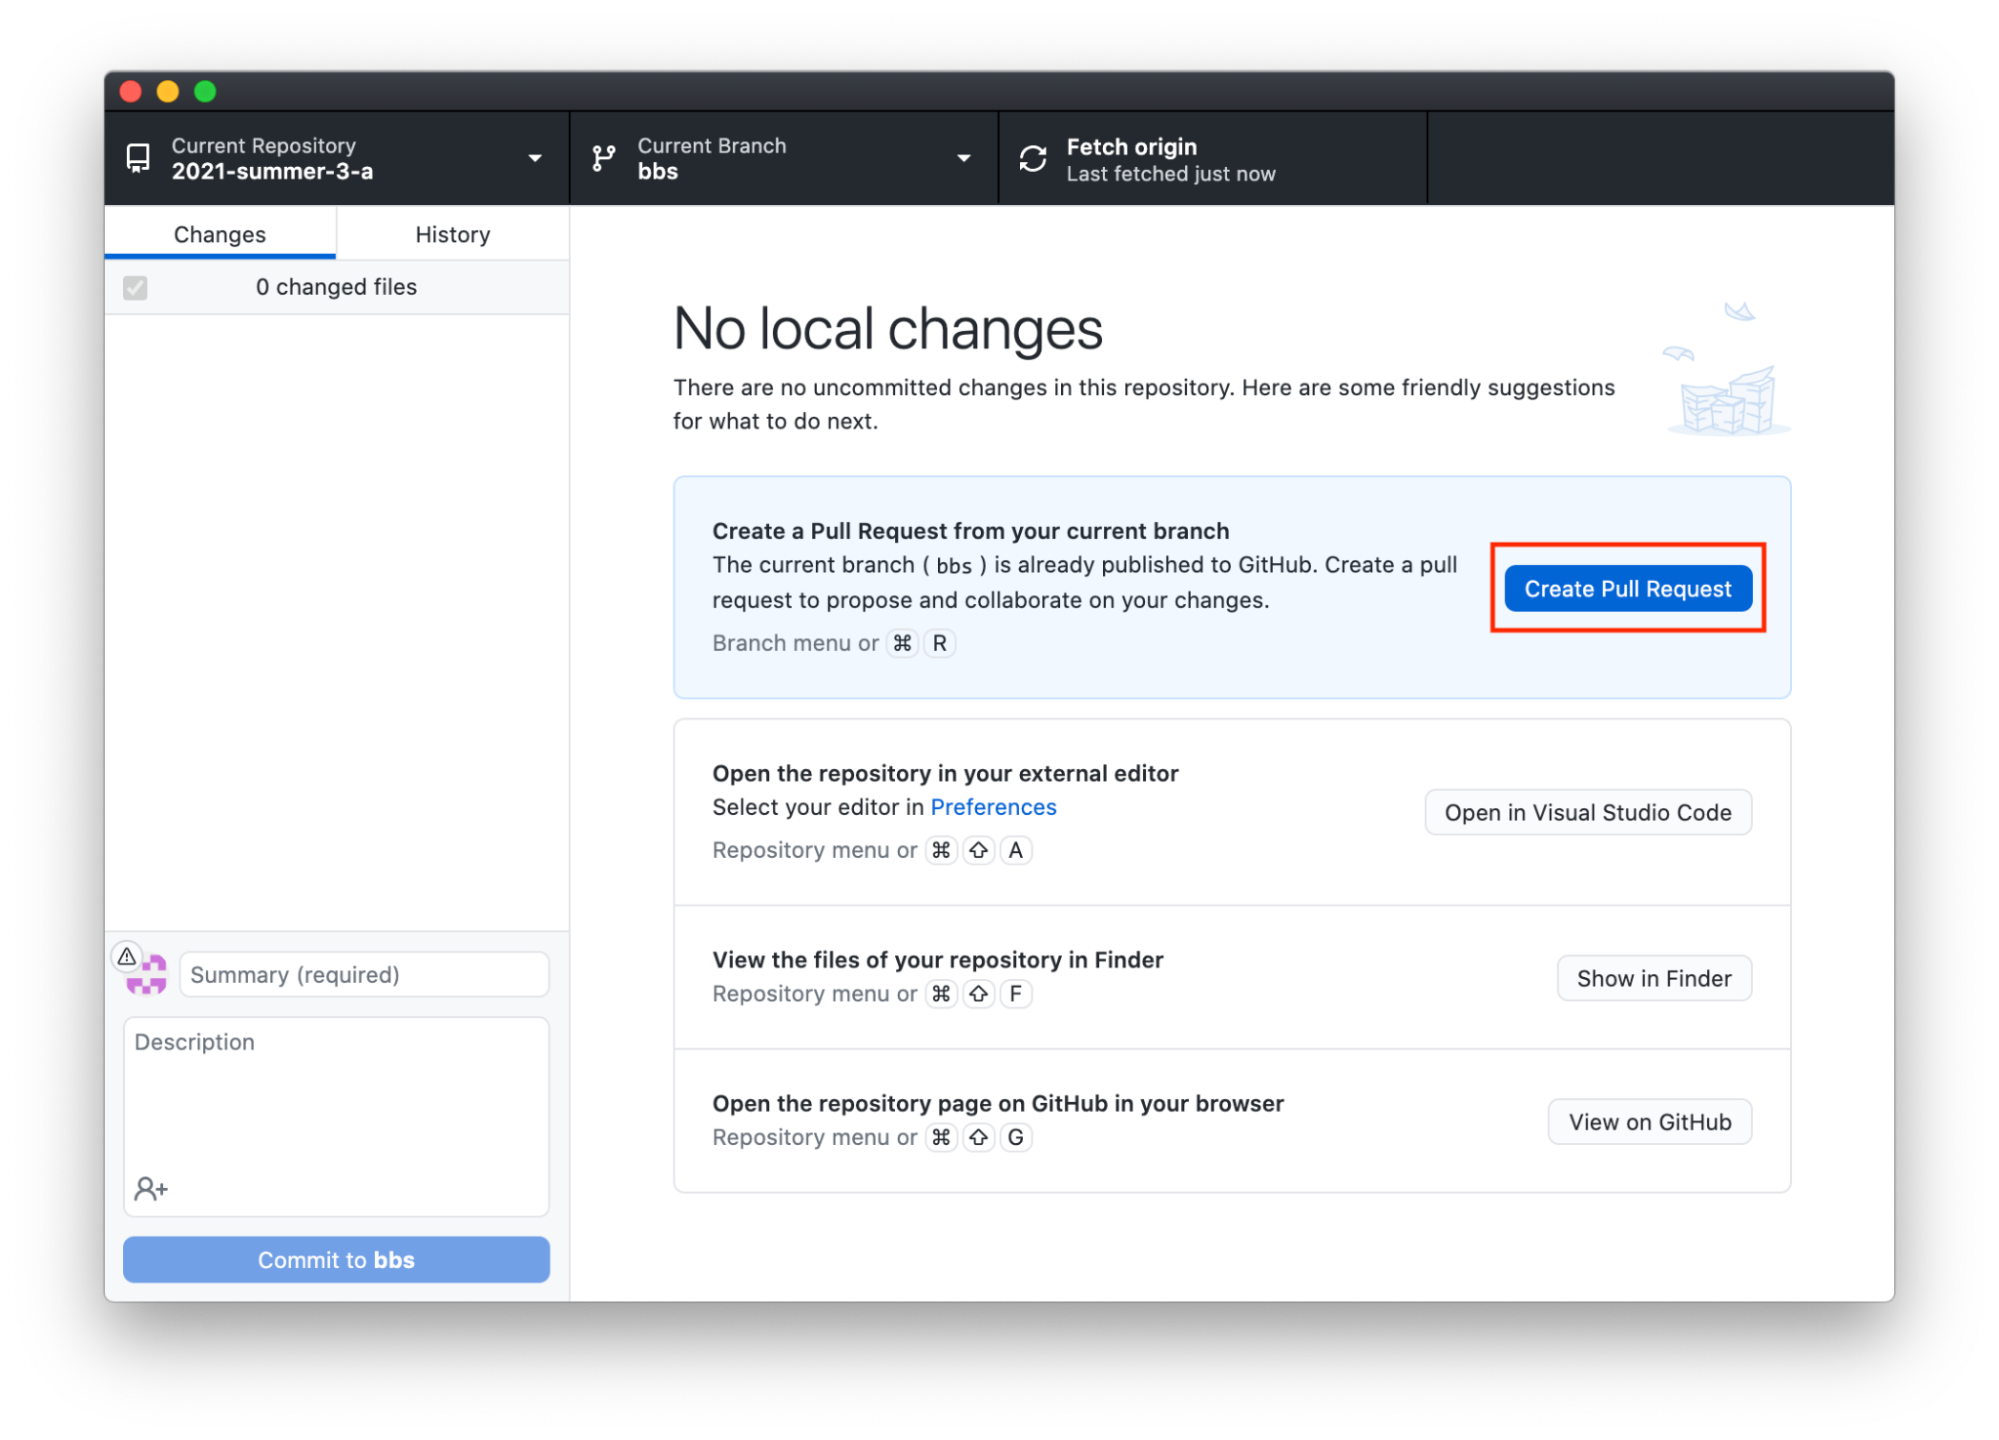 Current Repository
2021-summer-3-a
Current Branch
bbs
Fetch origin
Last fetched just now
Changes
History
0 changed files
No local changes
There are no uncommitted changes in this repository. Here are some friendly suggestions
for what to do next.
Create a Pull Request from your current branch
The current branch ( bbs ) is already published to GitHub. Create a pull
request to propose and collaborate on your changes.
Branch menu or ⌘ R
Create Pull Request
Open the repository in your external editor
Select your editor in Preferences
Repository menu or ⌘ ⇧ A
Open in Visual Studio Code
View the files of your repository in Finder
Repository menu or ⌘ ⇧ F
Show in Finder
Open the repository page on GitHub in your browser
Repository menu or ⌘ ⇧ G
View on GitHub
Summary (required)
Description
Commit to bbs